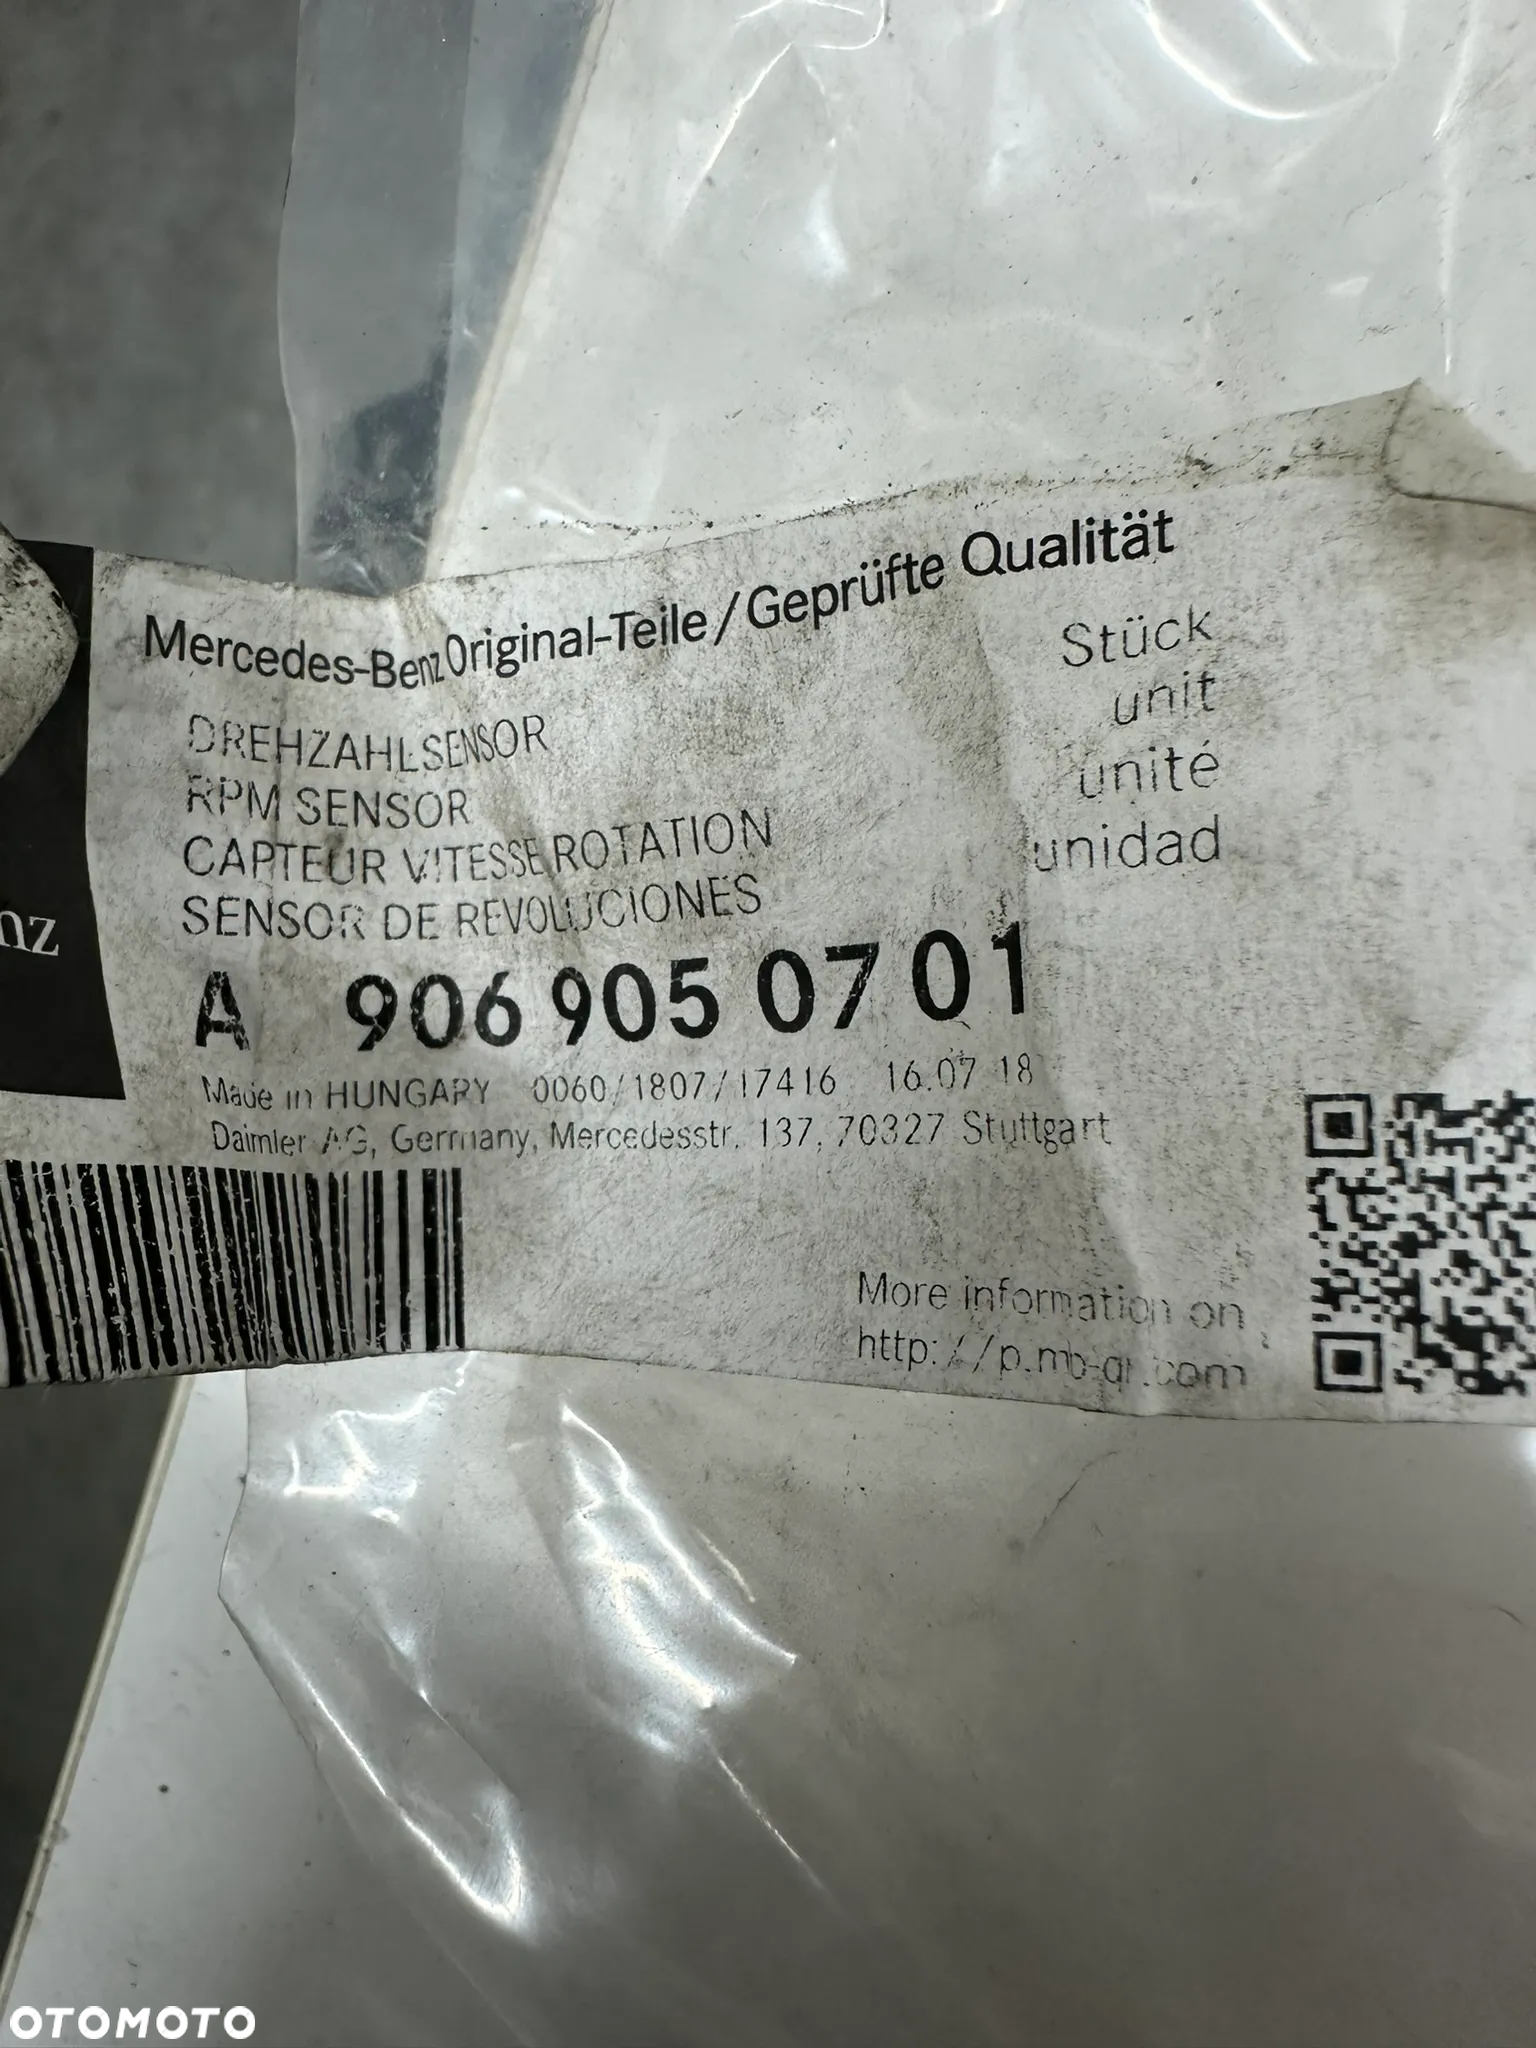 Mercedes-Benz Original-Teile / Geprüfte Qualität
DREHZAHLSENSOR
RPM SENSOR
CAPTEUR VITESSE ROTATION
SENSOR DE REVOLUCIONES
Stück
unit
unité
unidad
A 906 905 07 01
Made in HUNGARY 0060/1807/17416 16.07.18
Daimler AG, Germany, Mercedesstr. 137, 70327 Stuttgart
nz
More information on
http://p.mb-qr.com
OTOMOTO